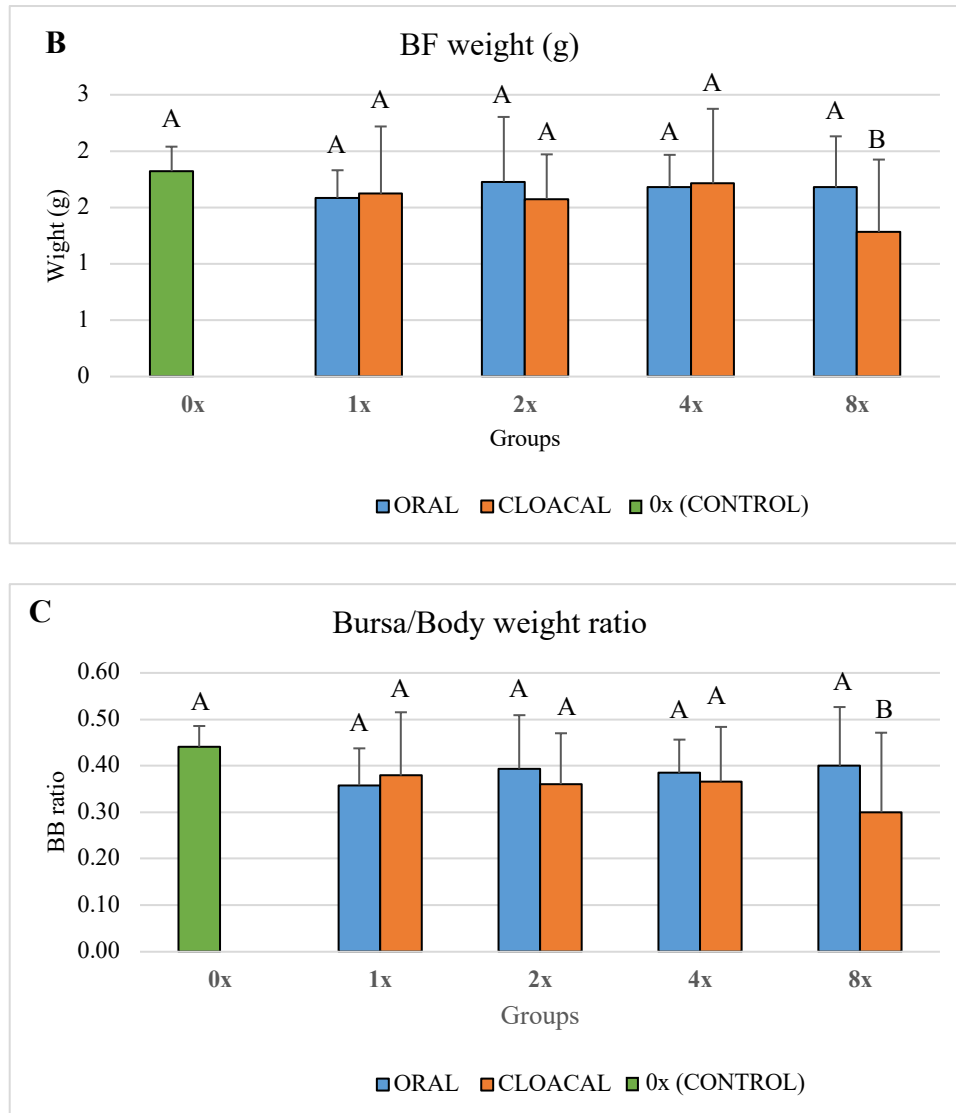 B
BF weight (g)
Wight (g)
3
2
2
1
1
0
A
A
A
A
A
A
A
A
B
0x
1x
2x
4x
8x
Groups
ORAL
CLOACAL
0x (CONTROL)
C
Bursa/Body weight ratio
BB ratio
0.60
0.50
0.40
0.30
0.20
0.10
0.00
A
A
A
A
A
A
A
A
B
0x
1x
2x
4x
8x
Groups
ORAL
CLOACAL
0x (CONTROL)